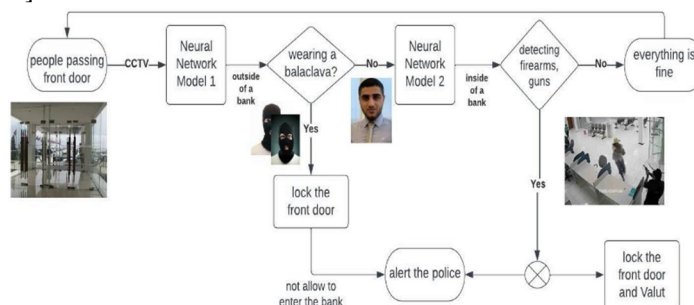 people passing
front door
CCTV
Neural
Network
Model 1
outside
of a
bank
wearing a
balaclava?
No
Neural
Network
Model 2
inside
of a
bank
detecting
firearms,
guns
No
everything is
fine
Yes
lock the
front door
not allow to
enter the bank
alert the police
Yes
lock the
front door
and Valut